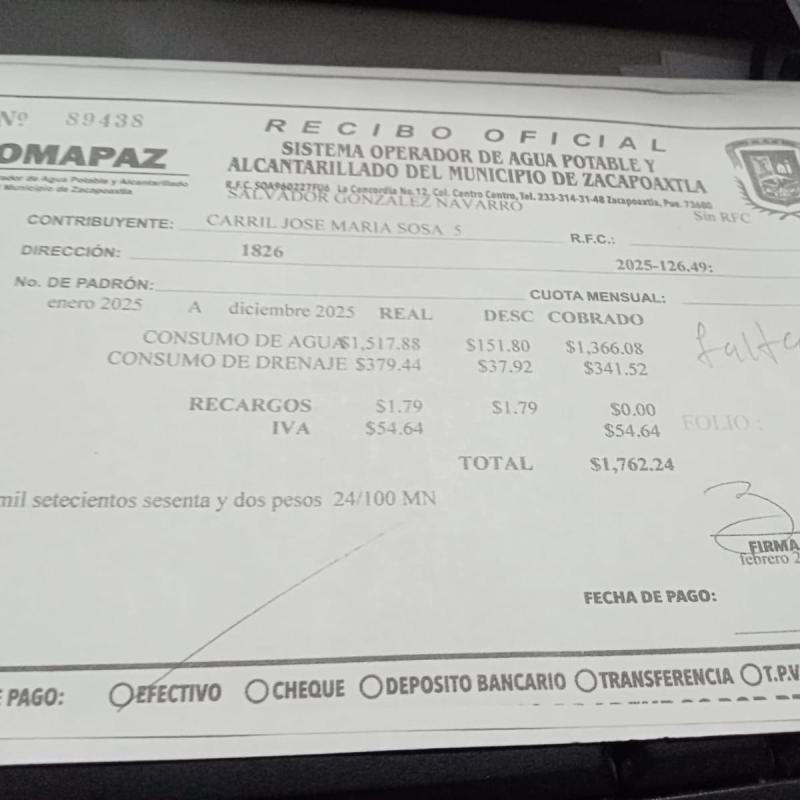 Nº 89438
RECIBO OFICIAL
OMAPAZ
SISTEMA OPERADOR DE AGUA POTABLE Y
ALCANTARILLADO DEL MUNICIPIO DE ZACAPOAXTLA
ador de Agua Potable y Alcantarillado
Municipio de Zacapoaxtla
R.F.C. SOA960227FU6 La Concordia No. 12, Col. Centro Centro, Tel. 233-314-31-48 Zacapoaxtla, Pue. 73680
SALVADOR GONZALEZ NAVARRO
Sin RFC
CONTRIBUYENTE: CARRIL JOSE MARIA SOSA 5 R.F.C.:
DIRECCIÓN: 1826 2025-126.49:
No. DE PADRÓN: CUOTA MENSUAL:
enero 2025 A diciembre 2025 REAL DESC COBRADO
CONSUMO DE AGUA $1,517.88 $151.80 $1,366.08
CONSUMO DE DRENAJE $379.44 $37.92 $341.52
falta
RECARGOS $1.79 $1.79 $0.00
IVA $54.64 $54.64 FOLIO :
TOTAL $1,762.24
mil setecientos sesenta y dos pesos 24/100 MN
FIRMA
febrero 2
FECHA DE PAGO:
E PAGO: EFECTIVO CHEQUE DEPOSITO BANCARIO TRANSFERENCIA T.P.V